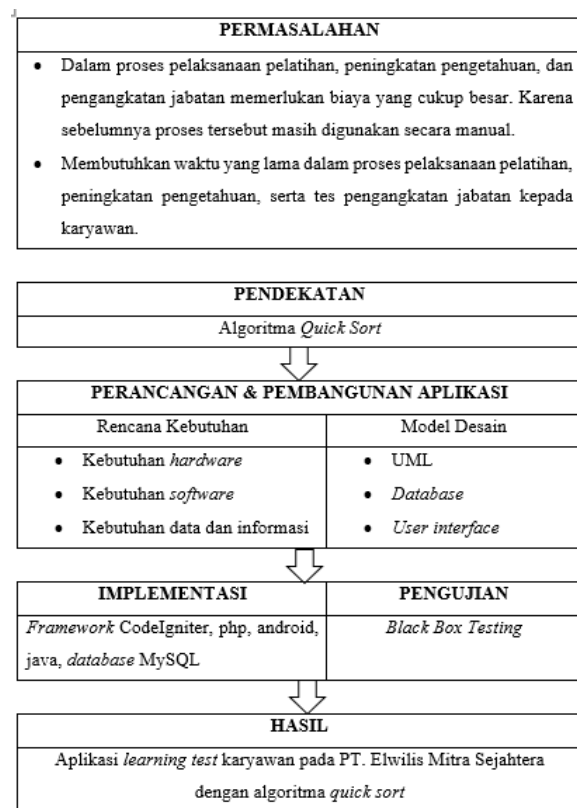 PERMASALAHAN
• Dalam proses pelaksanaan pelatihan, peningkatan pengetahuan, dan
pengangkatan jabatan memerlukan biaya yang cukup besar. Karena
sebelumnya proses tersebut masih digunakan secara manual.
• Membutuhkan waktu yang lama dalam proses pelaksanaan pelatihan,
peningkatan pengetahuan, serta tes pengangkatan jabatan kepada
karyawan.
PENDEKATAN
Algoritma Quick Sort
PERANCANGAN & PEMBANGUNAN APLIKASI
Rencana Kebutuhan
• Kebutuhan hardware
• Kebutuhan software
• Kebutuhan data dan informasi
Model Desain
• UML
• Database
• User interface
IMPLEMENTASI
Framework CodeIgniter, php, android,
java, database MySQL
PENGUJIAN
Black Box Testing
HASIL
Aplikasi learning test karyawan pada PT. Elwilis Mitra Sejahtera
dengan algoritma quick sort